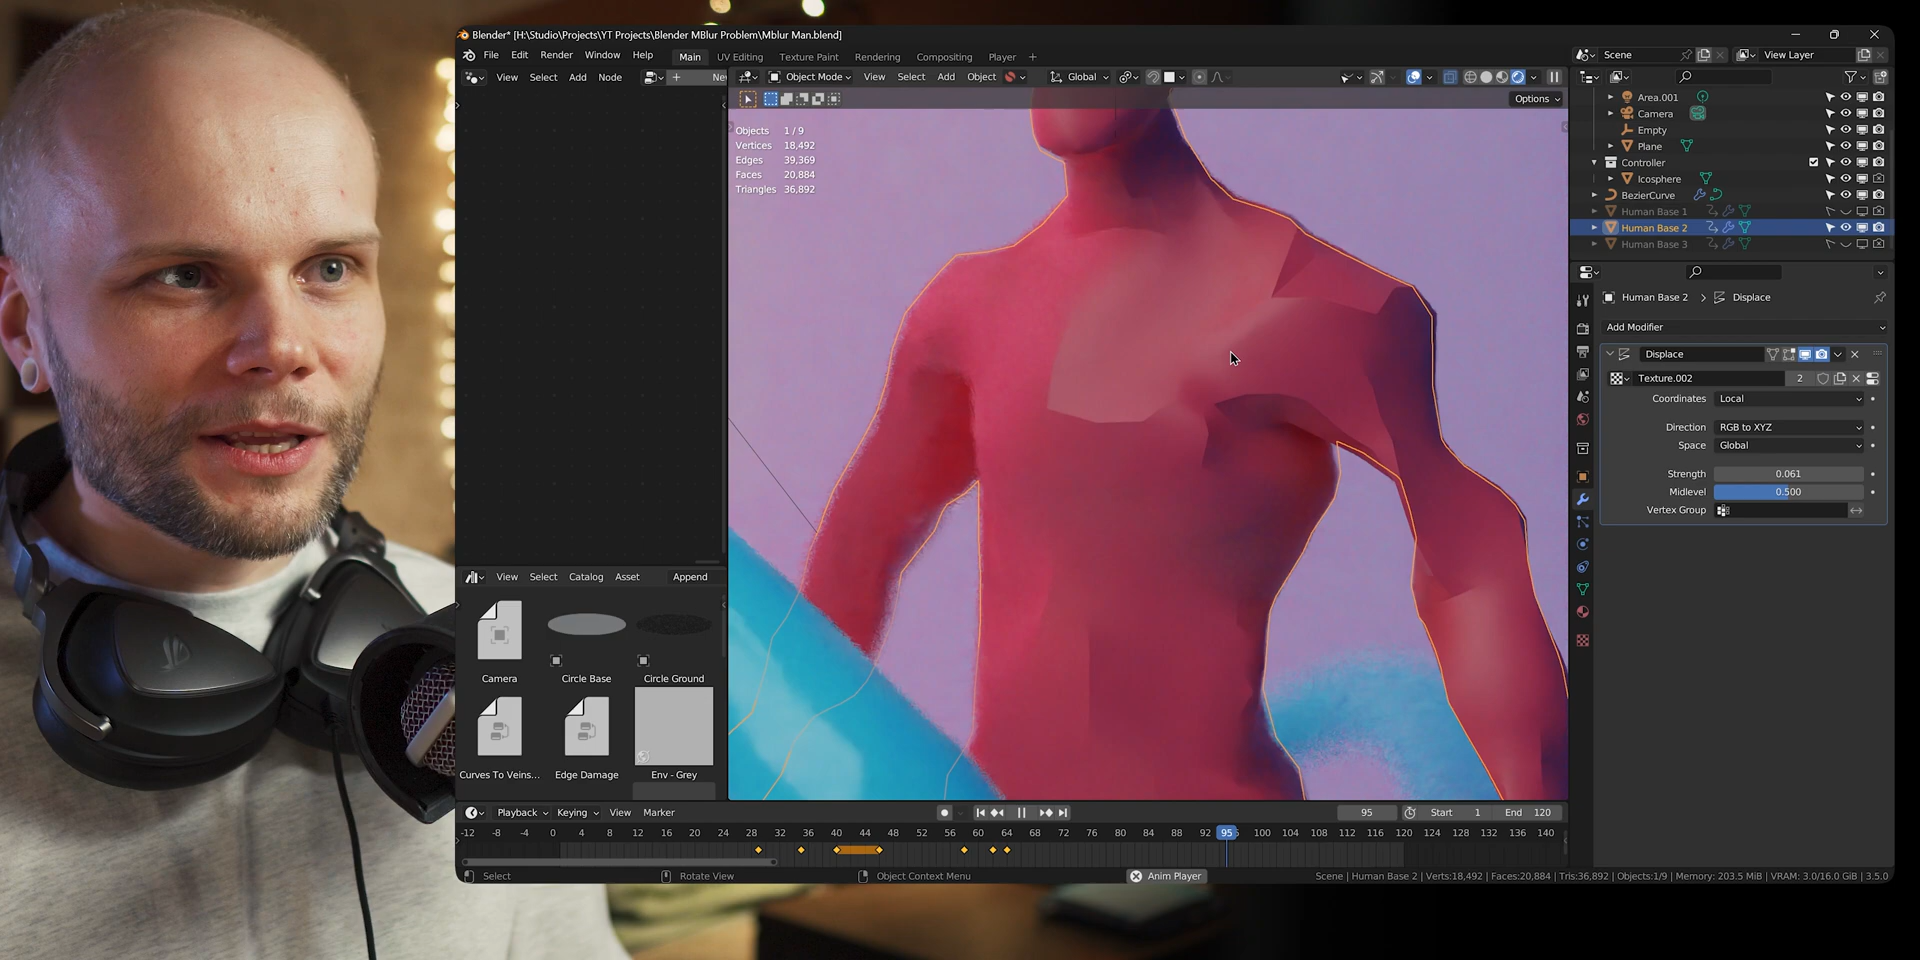 Blender* [H:\Studio\Projects\YT Projects\Blender MBlur Problem\Mblur Man.blend]
File Edit Render Window Help Main UV Editing Texture Paint Rendering Compositing Player
Scene View Layer
View Select Add Node New
Object Mode View Select Add Object Global
Options
Objects 1 / 9
Vertices 18,492
Edges 39,369
Faces 20,884
Triangles 36,892
Area.001
Camera
Empty
Plane
Controller
Icosphere
BezierCurve
Human Base 1
Human Base 2
Human Base 3
Human Base 2 > Displace
Add Modifier
Displace
Texture.002 2
Coordinates Local
Direction RGB to XYZ
Space Global
Strength 0.061
Midlevel 0.500
Vertex Group
View Select Catalog Asset Append
Camera Circle Base Circle Ground
Curves To Veins... Edge Damage Env - Grey
Playback Keying View Marker 95 Start 1 End 120
-12 -8 -4 0 4 8 12 16 20 24 28 32 36 40 44 48 52 56 60 64 68 72 76 80 84 88 92 95 100 104 108 112 116 120 124 128 132 136 140
Select Rotate View Object Context Menu Anim Player Scene | Human Base 2 | Verts:18,492 | Faces:20,884 | Tris:36,892 | Objects:1/9 | Memory: 203.5 MiB | VRAM: 3.0/16.0 GiB | 3.5.0